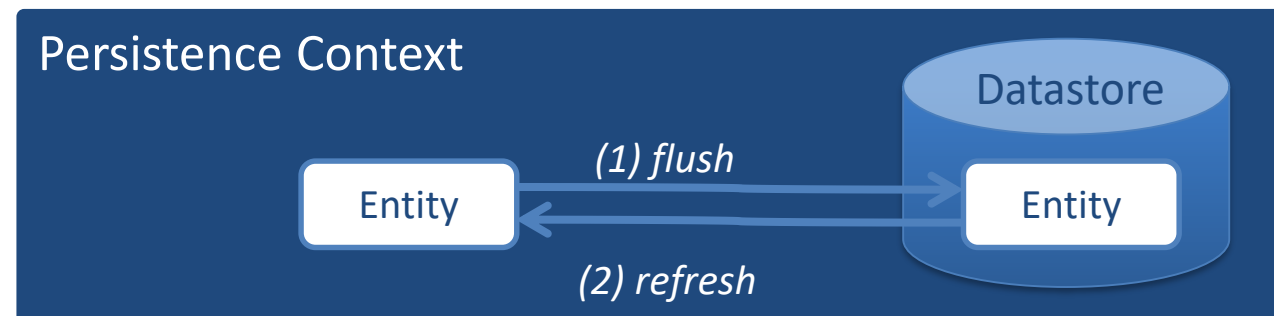 Persistence Context
Datastore
(1) flush
Entity
Entity
(2) refresh